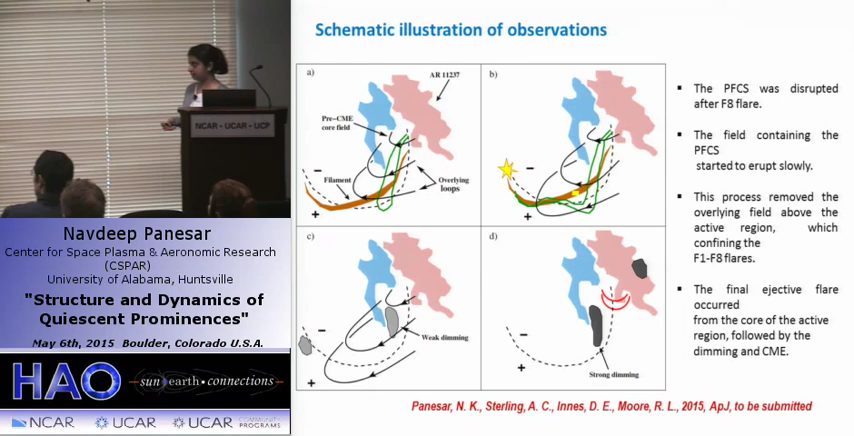 Schematic illustration of observations
NCAR • UCAR • UCP
Navdeep Panesar
Center for Space Plasma & Aeronomic Research
(CSPAR)
University of Alabama, Huntsville
"Structure and Dynamics of
Quiescent Prominences"
May 6th, 2015 Boulder, Colorado U.S.A.
HAO
sun earth • connections
NCAR
UCAR
UCAR COMMUNITY
PROGRAMS
a)
AR 11237
Pre−CME
core field
Filament
Overlying
loops
−
+
b)
−
+
c)
−
+
Weak dimming
d)
−
+
Strong dimming
▪ The PFCS was disrupted
after F8 flare.
▪ The field containing the
PFCS
started to erupt slowly.
▪ This process removed the
overlying field above the
active region, which
confining the
F1-F8 flares.
▪ The final ejective flare
occurred
from the core of the active
region, followed by the
dimming and CME.
Panesar, N. K., Sterling, A. C., Innes, D. E., Moore, R. L., 2015, ApJ, to be submitted